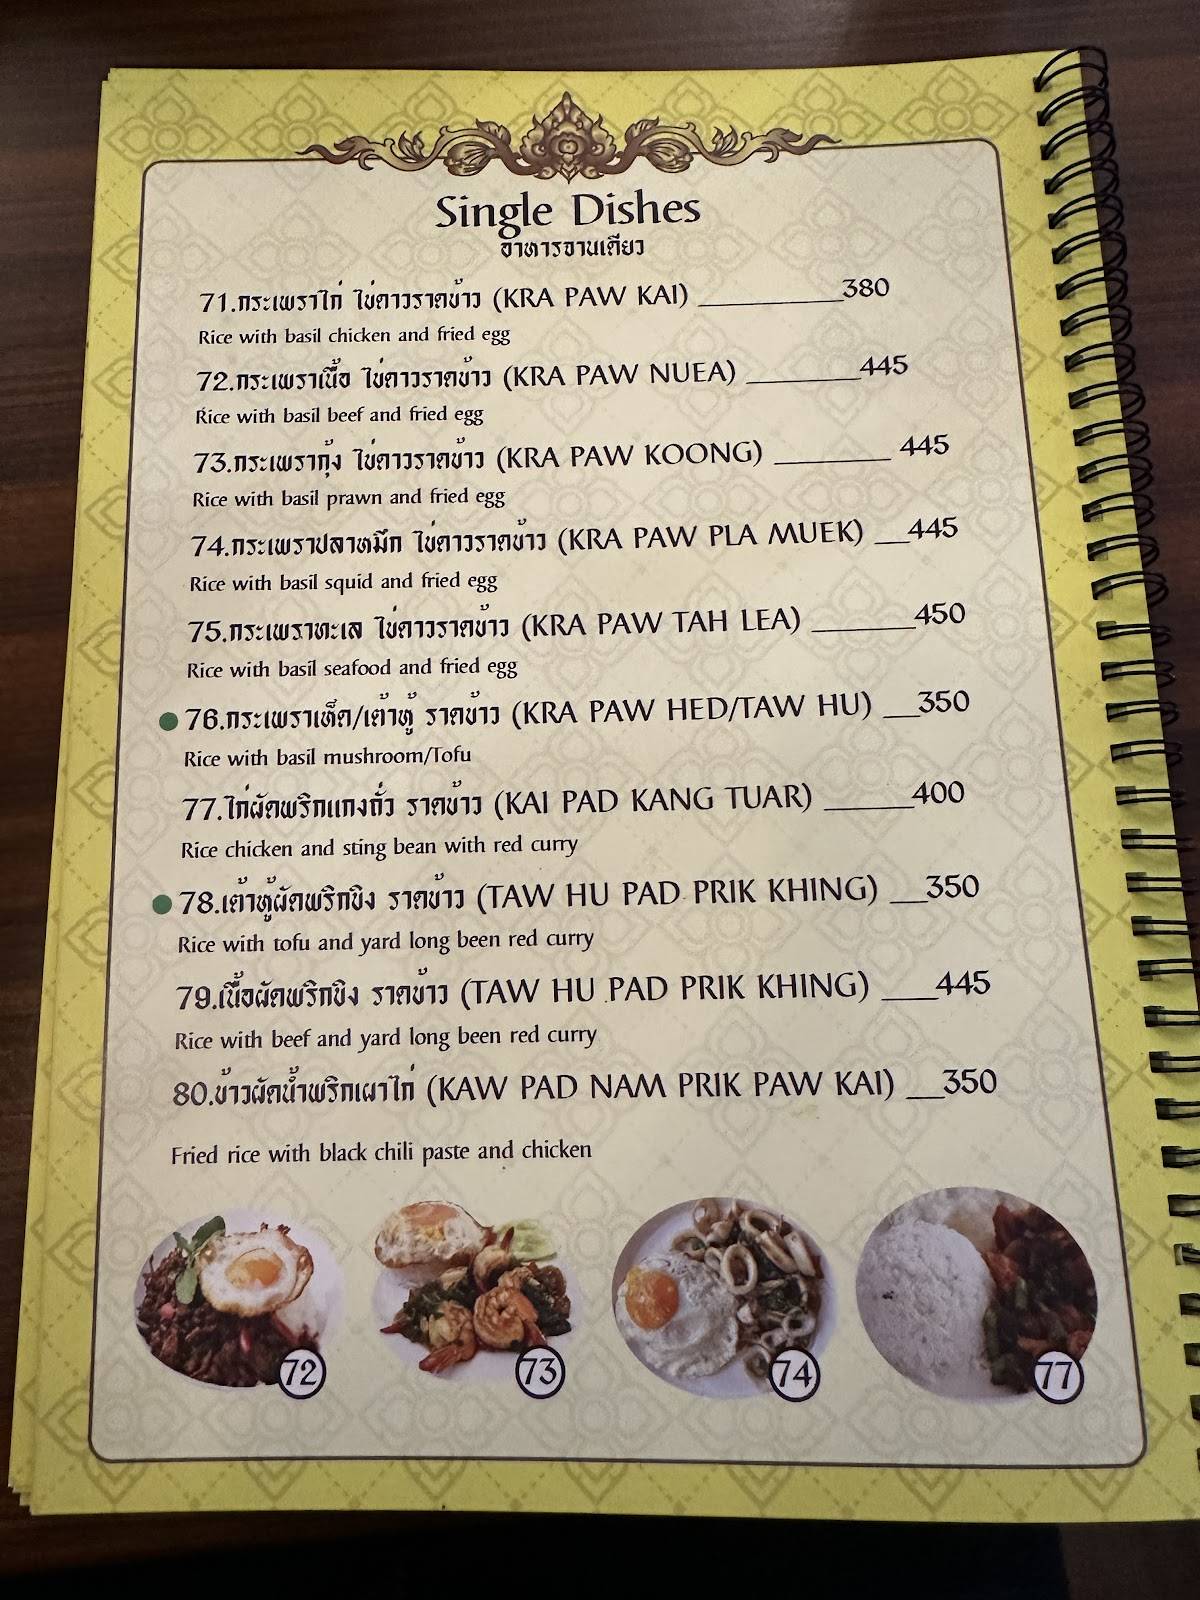 Single Dishes
อาหารจานเดียว
71.กระเพราไก่ ไข่ดาวราดข้าว (KRA PAW KAI) __________380
Rice with basil chicken and fried egg
72.กระเพราเนื้อ ไข่ดาวราดข้าว (KRA PAW NUEA) ________445
Rice with basil beef and fried egg
73.กระเพรากุ้ง ไข่ดาวราดข้าว (KRA PAW KOONG) ________ 445
Rice with basil prawn and fried egg
74.กระเพราปลาหมึก ไข่ดาวราดข้าว (KRA PAW PLA MUEK) __445
Rice with basil squid and fried egg
75.กระเพราทะเล ไข่ดาวราดข้าว (KRA PAW TAH LEA) _______450
Rice with basil seafood and fried egg
76.กระเพราเห็ด/เต้าหู้ ราดข้าว (KRA PAW HED/TAW HU) __350
Rice with basil mushroom/Tofu
77.ไก่ผัดพริกแกงถั่ว ราดข้าว (KAI PAD KANG TUAR) ______400
Rice chicken and sting bean with red curry
78.เต้าหู้ผัดพริกขิง ราดข้าว (TAW HU PAD PRIK KHING) __350
Rice with tofu and yard long been red curry
79.เนื้อผัดพริกขิง ราดข้าว (TAW HU PAD PRIK KHING) ___445
Rice with beef and yard long been red curry
80.ข้าวผัดน้ำพริกเผาไก่ (KAW PAD NAM PRIK PAW KAI) __350
Fried rice with black chili paste and chicken
72
73
74
77